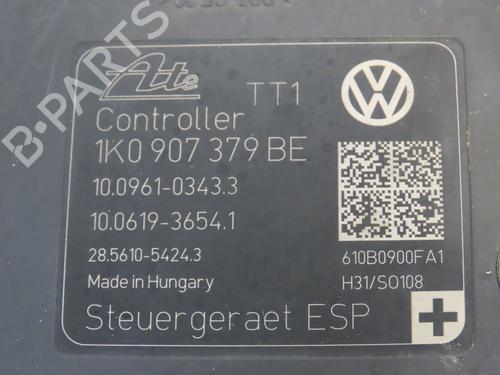 Ate TT1
Controller
1K0 907 379 BE
10.0961-0343.3
10.0619-3654.1
28.5610-5424.3
610B0900FA1
Made in Hungary
H31/S0108
Steuergeraet ESP